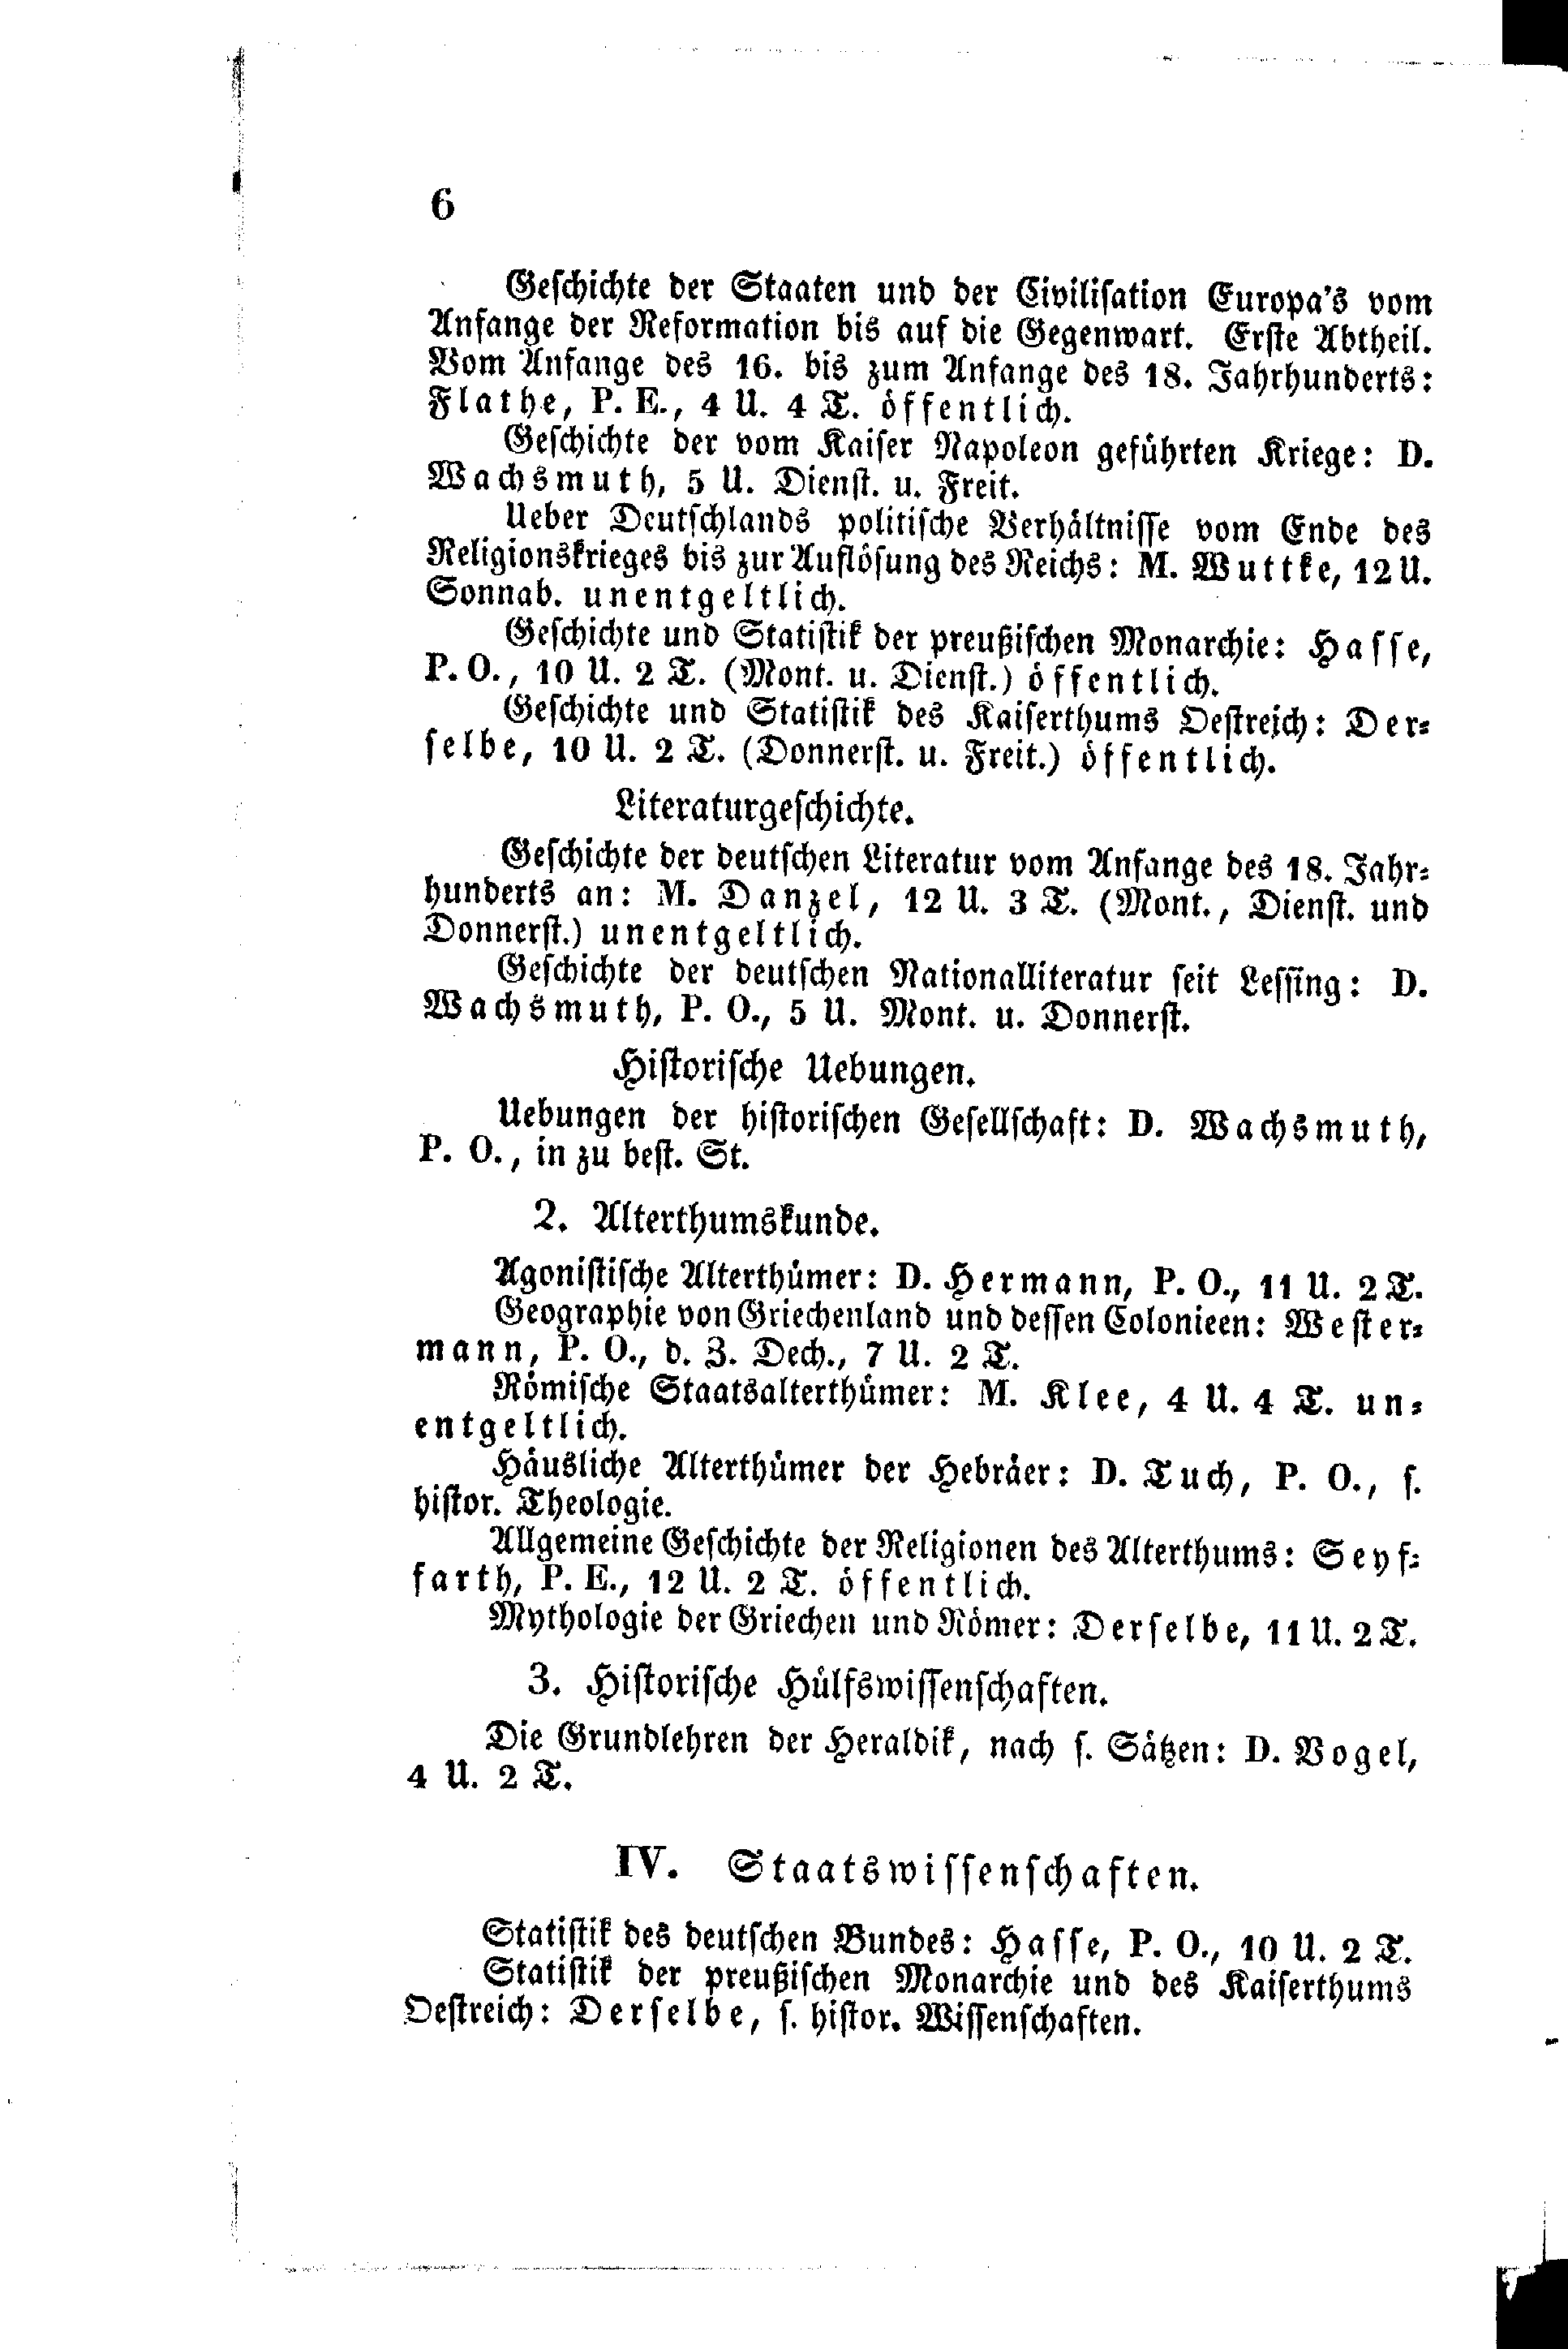 6
Geschichte der Staaten und der Civilisation Europa's vom
Anfange der Reformation bis auf die Gegenwart. Erste Abtheil.
Vom Anfange des 16. bis zum Anfange des 18. Jahrhunderts:
Flathe, P. E., 4 U. 4 T. öffentlich.
Geschichte der vom Kaiser Napoleon geführten Kriege: D.
Wachsmuth, 5 U. Dienst. u. Freit.
Ueber Deutschlands politische Verhältnisse vom Ende des
Religionskrieges bis zur Auflösung des Reichs: M. Wuttke, 12 U.
Sonnab. unentgeltlich.
Geschichte und Statistik der preußischen Monarchie: Hasse,
P. O., 10 U. 2 T. (Mont. u. Dienst.) öffentlich.
Geschichte und Statistik des Kaiserthums Oestreich: Der-
selbe, 10 U. 2 T. (Donnerst. u. Freit.) öffentlich.
Literaturgeschichte.
Geschichte der deutschen Literatur vom Anfange des 18. Jahr-
hunderts an: M. Danzel, 12 U. 3 T. (Mont., Dienst. und
Donnerst.) unentgeltlich.
Geschichte der deutschen Nationalliteratur seit Lessing: D.
Wachsmuth, P. O., 5 U. Mont. u. Donnerst.
Historische Uebungen.
Uebungen der historischen Gesellschaft: D. Wachsmuth,
P. O., in zu best. St.
2. Alterthumskunde.
Agonistische Alterthümer: D. Hermann, P. O., 11 U. 2 T.
Geographie von Griechenland und dessen Colonieen: Wester-
mann, P. O., d. Z. Dech., 7 U. 2 T.
Römische Staatsalterthümer: M. Klee, 4 U. 4 T. un-
entgeltlich.
Häusliche Alterthümer der Hebräer: D. Tuch, P. O., s.
histor. Theologie.
Allgemeine Geschichte der Religionen des Alterthums: Seyf-
farth, P. E., 12 U. 2 T. öffentlich.
Mythologie der Griechen und Römer: Derselbe, 11 U. 2 T.
3. Historische Hülfswissenschaften.
Die Grundlehren der Heraldik, nach s. Sätzen: D. Vogel,
4 U. 2 T.
IV. Staatswissenschaften.
Statistik des deutschen Bundes: Hasse, P. O., 10 U. 2 T.
Statistik der preußischen Monarchie und des Kaiserthums
Oestreich: Derselbe, s. histor. Wissenschaften.